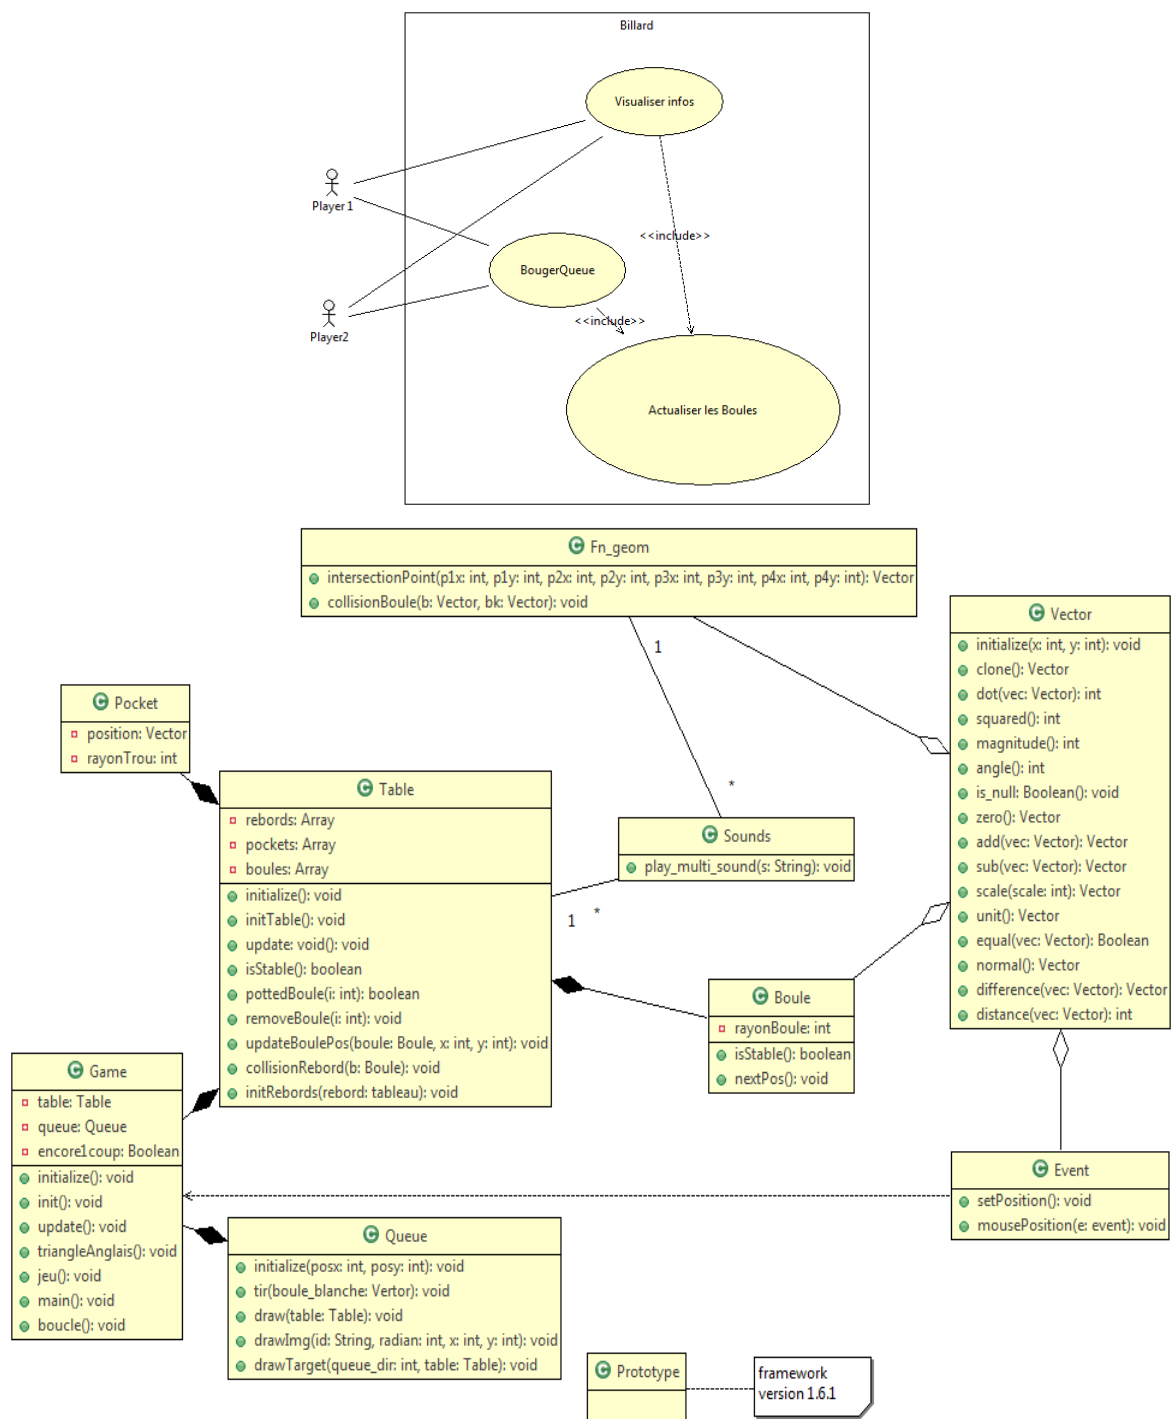 Billard
Visualiser infos
Player 1
<<include>>
BougerQueue
Player2
<<include>>
Actualiser les Boules
Fn_geom
intersectionPoint(p1x: int, p1y: int, p2x: int, p2y: int, p3x: int, p3y: int, p4x: int, p4y: int): Vector
collisionBoule(b: Vector, bk: Vector): void
1
*
Vector
initialize(x: int, y: int): void
clone(): Vector
dot(vec: Vector): int
squared(): int
magnitude(): int
angle(): int
is_null: Boolean(): void
zero(): Vector
add(vec: Vector): Vector
sub(vec: Vector): Vector
scale(scale: int): Vector
unit(): Vector
equal(vec: Vector): Boolean
normal(): Vector
difference(vec: Vector): Vector
distance(vec: Vector): int
Pocket
position: Vector
rayonTrou: int
Table
rebords: Array
pockets: Array
boules: Array
initialize(): void
initTable(): void
update: void(): void
isStable(): boolean
pottedBoule(i: int): boolean
removeBoule(i: int): void
updateBoulePos(boule: Boule, x: int, y: int): void
collisionRebord(b: Boule): void
initRebords(rebord: tableau): void
Sounds
play_multi_sound(s: String): void
1 *
Boule
rayonBoule: int
isStable(): boolean
nextPos(): void
Game
table: Table
queue: Queue
encore1coup: Boolean
initialize(): void
init(): void
update(): void
triangleAnglais(): void
jeu(): void
main(): void
boucle(): void
Event
setPosition(): void
mousePosition(e: event): void
Queue
initialize(posx: int, posy: int): void
tir(boule_blanche: Vertor): void
draw(table: Table): void
drawImg(id: String, radian: int, x: int, y: int): void
drawTarget(queue_dir: int, table: Table): void
Prototype
framework
version 1.6.1